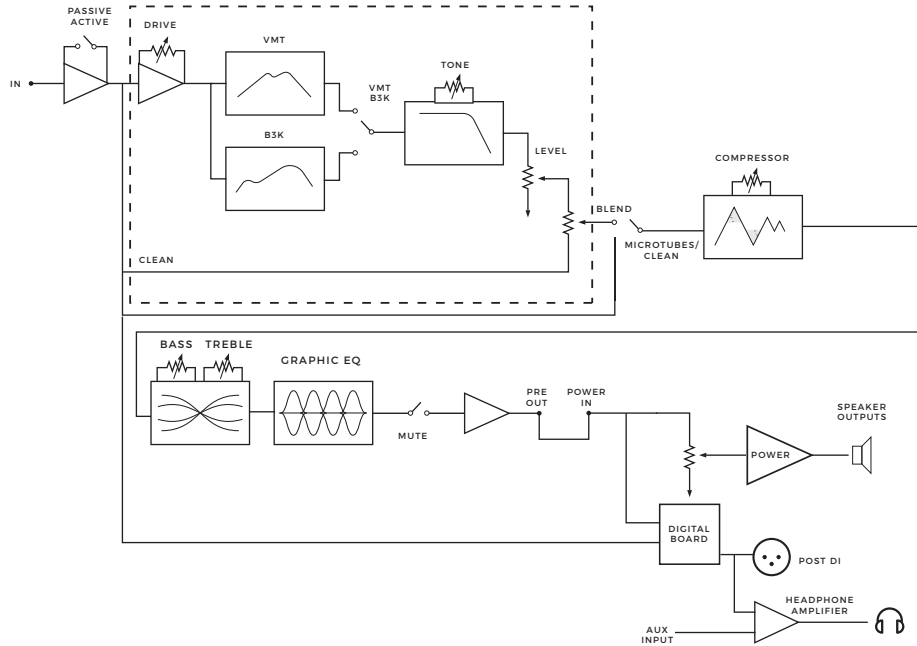 PASSIVE
ACTIVE
DRIVE
VMT
IN
VMT
B3K
TONE
B3K
LEVEL
COMPRESSOR
BLEND
MICROTUBES/
CLEAN
CLEAN
BASS TREBLE
GRAPHIC EQ
PRE
OUT
POWER
IN
MUTE
SPEAKER
OUTPUTS
POWER
DIGITAL
BOARD
POST DI
HEADPHONE
AMPLIFIER
AUX
INPUT